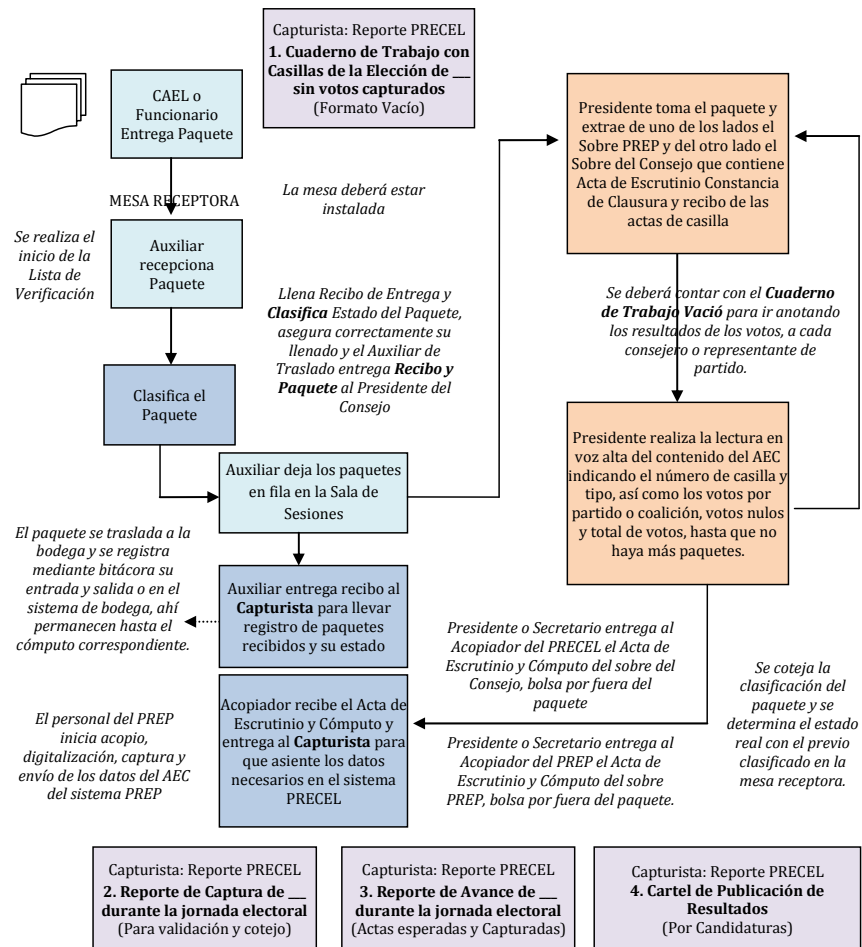 Capturista: Reporte PRECEL
1. Cuaderno de Trabajo con
Casillas de la Elección de __
sin votos capturados
(Formato Vacío)
CAEL o
Funcionario
Entrega Paquete
MESA RECEPTORA
La mesa deberá estar
instalada
Se realiza el
inicio de la
Lista de
Verificación
Auxiliar
recepciona
Paquete
Llena Recibo de Entrega y
Clasifica Estado del Paquete,
asegura correctamente su
llenado y el Auxiliar de
Traslado entrega Recibo y
Paquete al Presidente del
Consejo
Clasifica el
Paquete
Auxiliar deja los paquetes
en fila en la Sala de
Sesiones
Presidente toma el paquete y
extrae de uno de los lados el
Sobre PREP y del otro lado el
Sobre del Consejo que contiene
Acta de Escrutinio Constancia
de Clausura y recibo de las
actas de casilla
Se deberá contar con el Cuaderno
de Trabajo Vació para ir anotando
los resultados de los votos, a cada
consejero o representante de
partido.
Presidente realiza la lectura en
voz alta del contenido del AEC
indicando el número de casilla y
tipo, así como los votos por
partido o coalición, votos nulos
y total de votos, hasta que no
haya más paquetes.
El paquete se traslada a la
bodega y se registra
mediante bitácora su
entrada y salida o en el
sistema de bodega, ahí
permanecen hasta el
cómputo correspondiente.
Auxiliar entrega recibo al
Capturista para llevar
registro de paquetes
recibidos y su estado
Presidente o Secretario entrega al
Acopiador del PRECEL el Acta de
Escrutinio y Cómputo del sobre del
Consejo, bolsa por fuera del
paquete
Se coteja la
clasificación del
paquete y se
determina el estado
real con el previo
clasificado en la
mesa receptora.
El personal del PREP
inicia acopio,
digitalización, captura y
envío de los datos del AEC
del sistema PREP
Acopiador recibe el Acta de
Escrutinio y Cómputo y
entrega al Capturista para
que asiente los datos
necesarios en el sistema
PRECEL
Presidente o Secretario entrega al
Acopiador del PREP el Acta de
Escrutinio y Cómputo del sobre
PREP, bolsa por fuera del paquete.
Capturista: Reporte PRECEL
2. Reporte de Captura de __
durante la jornada electoral
(Para validación y cotejo)
Capturista: Reporte PRECEL
3. Reporte de Avance de __
durante la jornada electoral
(Actas esperadas y Capturadas)
Capturista: Reporte PRECEL
4. Cartel de Publicación de
Resultados
(Por Candidaturas)